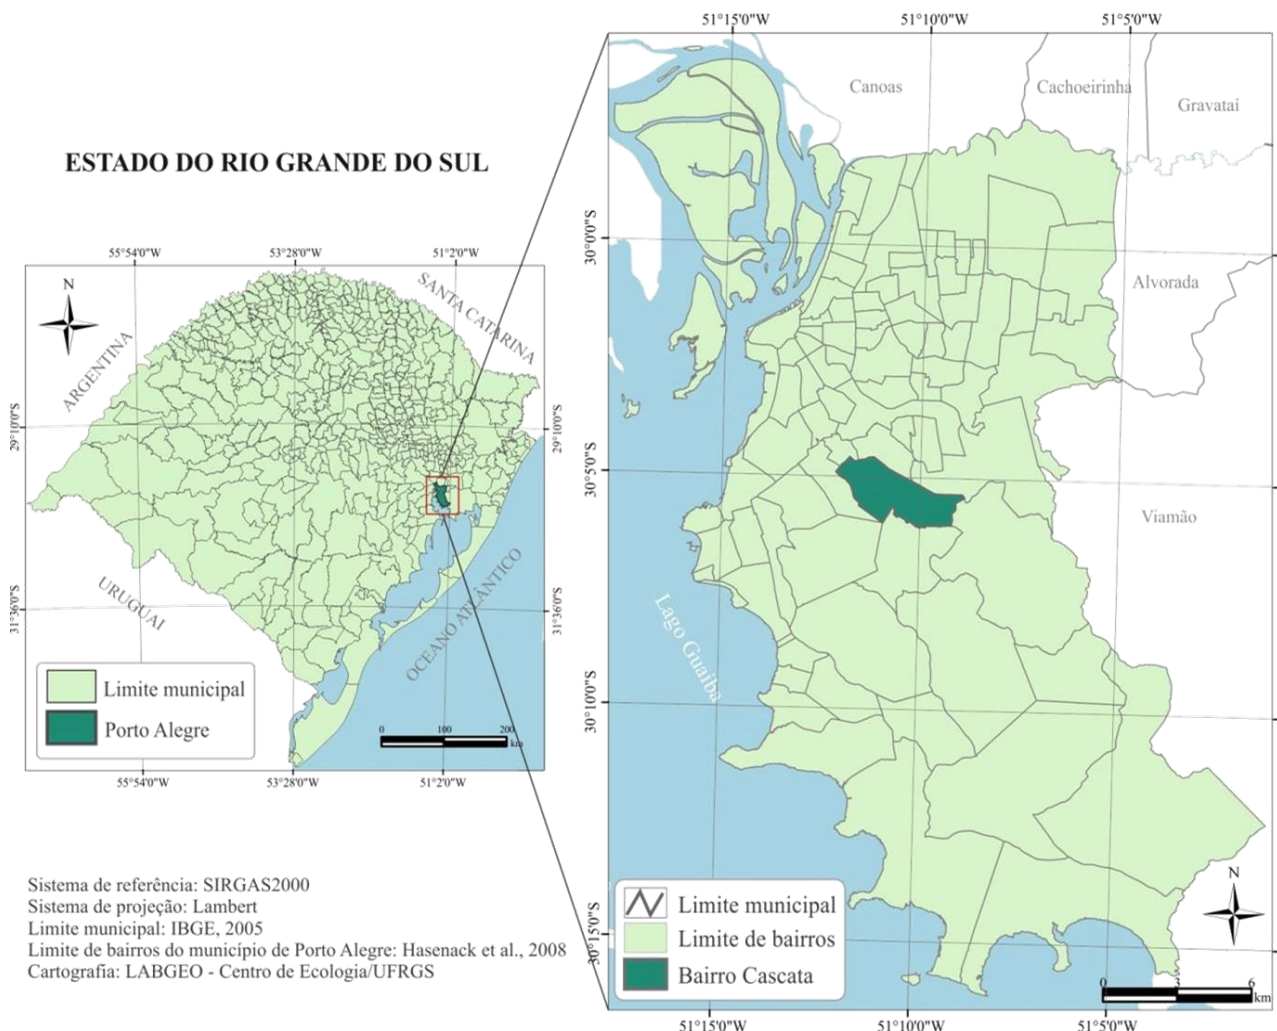 ESTADO DO RIO GRANDE DO SUL
55°54'0"W
53°28'0"W
51°2'0"W
N
SANTA CATARINA
ARGENTINA
29°10'0"S
29°10'0"S
31°36'0"S
31°36'0"S
URUGUAI
OCEANO ATLÂNTICO
Limite municipal
Porto Alegre
0 100 200
km
55°54'0"W
53°28'0"W
51°2'0"W
Sistema de referência: SIRGAS2000
Sistema de projeção: Lambert
Limite municipal: IBGE, 2005
Limite de bairros do município de Porto Alegre: Hasenack et al., 2008
Cartografia: LABGEO - Centro de Ecologia/UFRGS
51°15'0"W
51°10'0"W
51°5'0"W
Canoas
Cachoeirinha
Gravataí
30°0'0"S
Alvorada
30°5'0"S
Viamão
Lago Guaíba
30°10'0"S
N
Limite municipal
Limite de bairros
Bairro Cascata
30°15'0"S
0 3 6
km
51°15'0"W
51°10'0"W
51°5'0"W